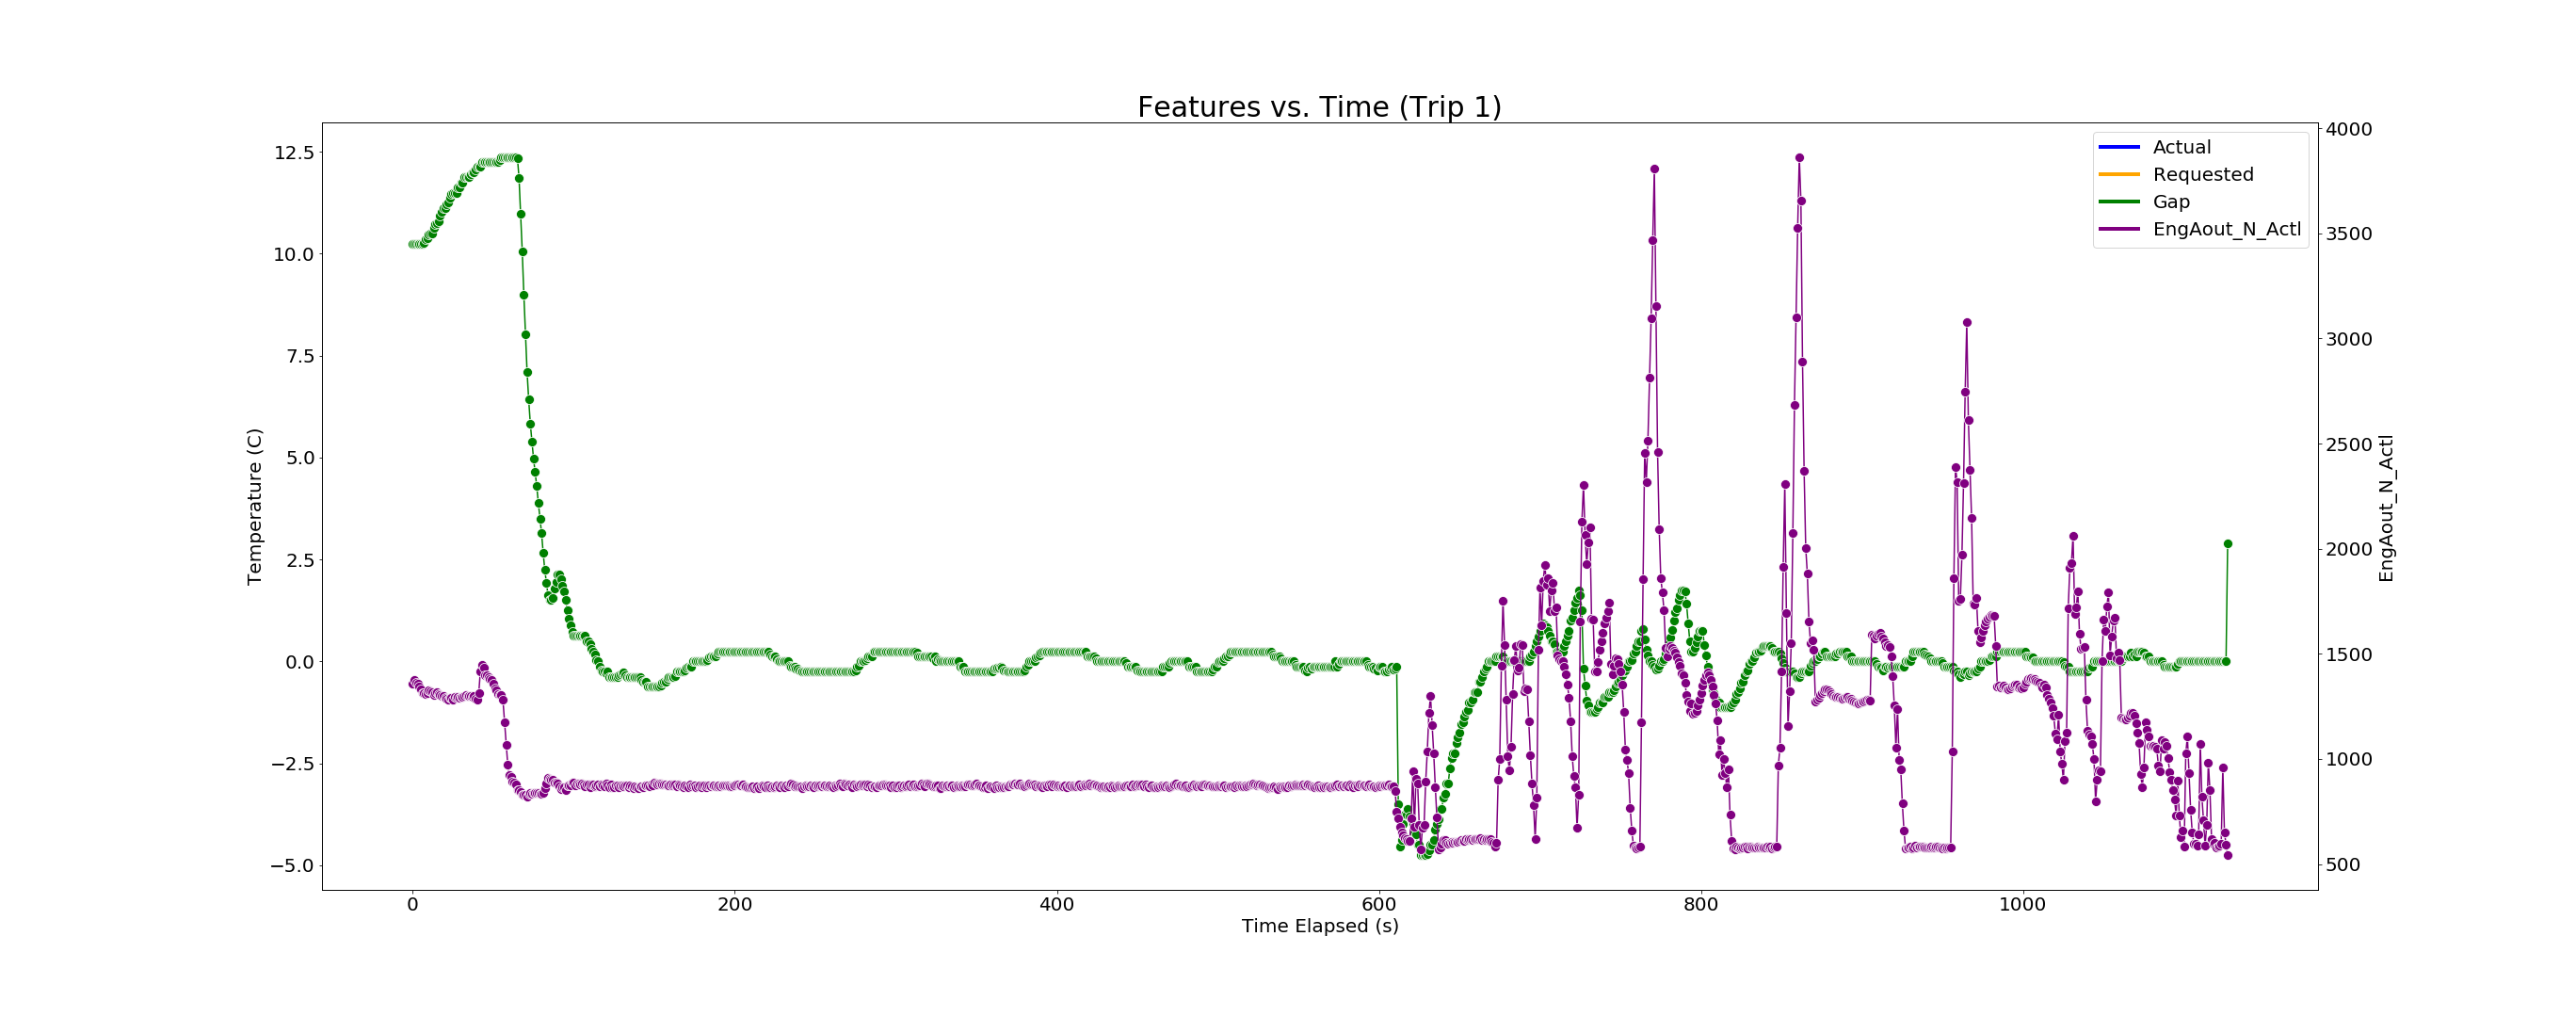 Features vs. Time (Trip 1)
12.5
10.0
7.5
5.0
2.5
0.0
−2.5
−5.0
Temperature (C)
4000
3500
3000
2500
2000
1500
1000
500
EngAout_N_Actl
Actual
Requested
Gap
EngAout_N_Actl
0 200 400 600 800 1000
Time Elapsed (s)